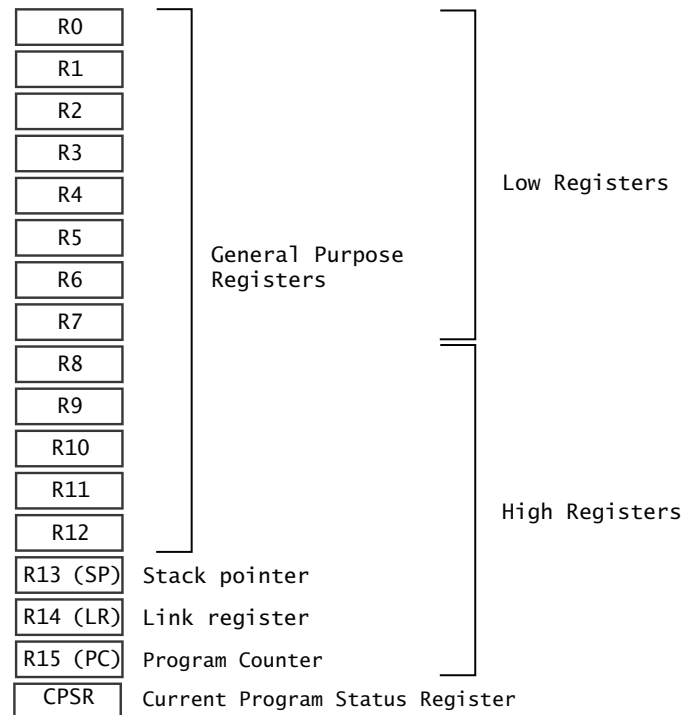 R0
R1
R2
R3
R4
R5
R6
R7
R8
R9
R10
R11
R12
R13 (SP) Stack pointer
R14 (LR) Link register
R15 (PC) Program Counter
CPSR Current Program Status Register
General Purpose
Registers
Low Registers
High Registers